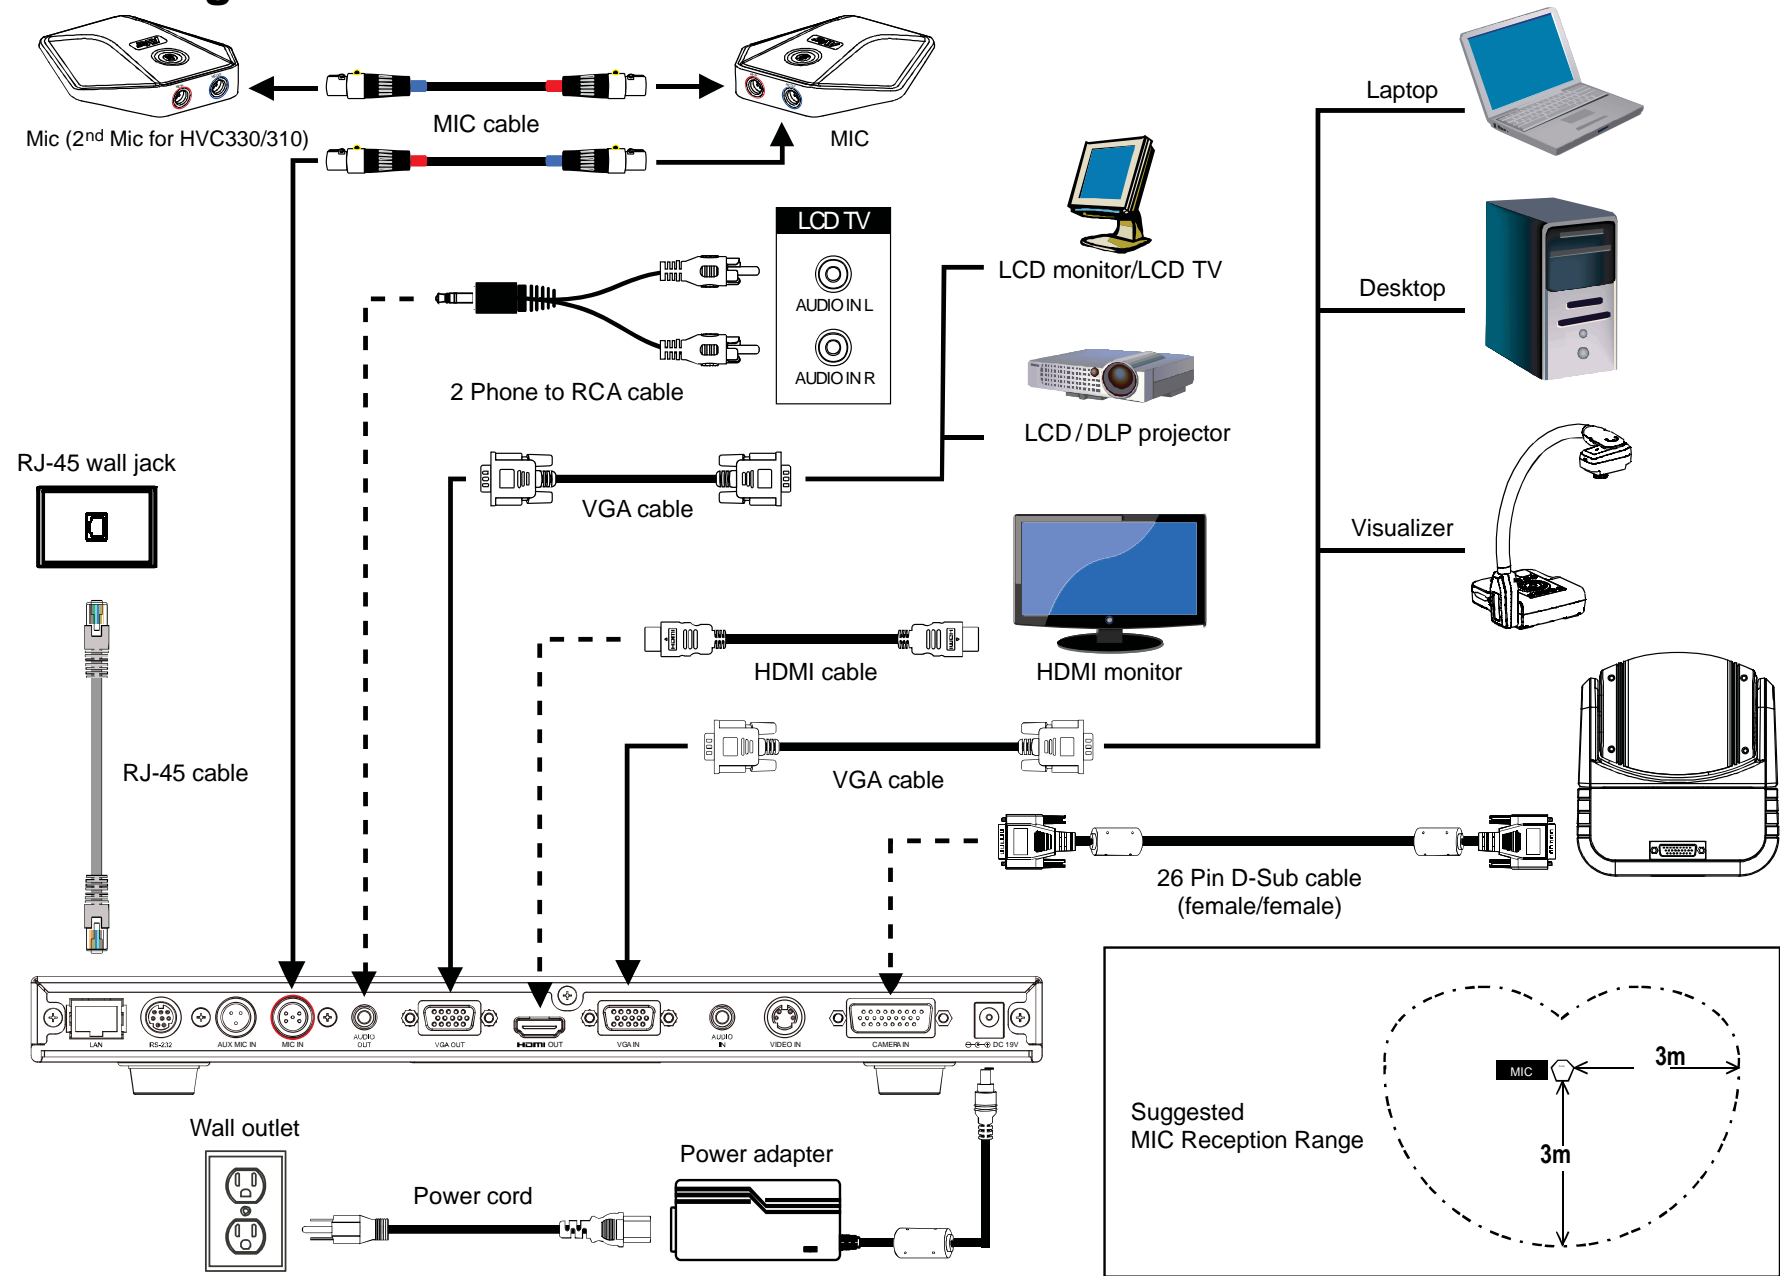 Mic (2nd Mic for HVC330/310)
MIC cable
MIC
Laptop
LCD TV
AUDIO IN L
AUDIO IN R
LCD monitor/LCD TV
Desktop
2 Phone to RCA cable
LCD / DLP projector
RJ-45 wall jack
VGA cable
Visualizer
HDMI
HDMI
HDMI cable
HDMI monitor
RJ-45 cable
VGA cable
26 Pin D-Sub cable
(female/female)
LAN
RS-232
AUX MIC IN
MIC IN
AUDIO
OUT
VGA OUT
HDMI OUT
VGA IN
AUDIO
IN
VIDEO IN
CAMERA IN
DC 19V
MIC
3m
Suggested
MIC Reception Range
3m
Wall outlet
Power adapter
Power cord